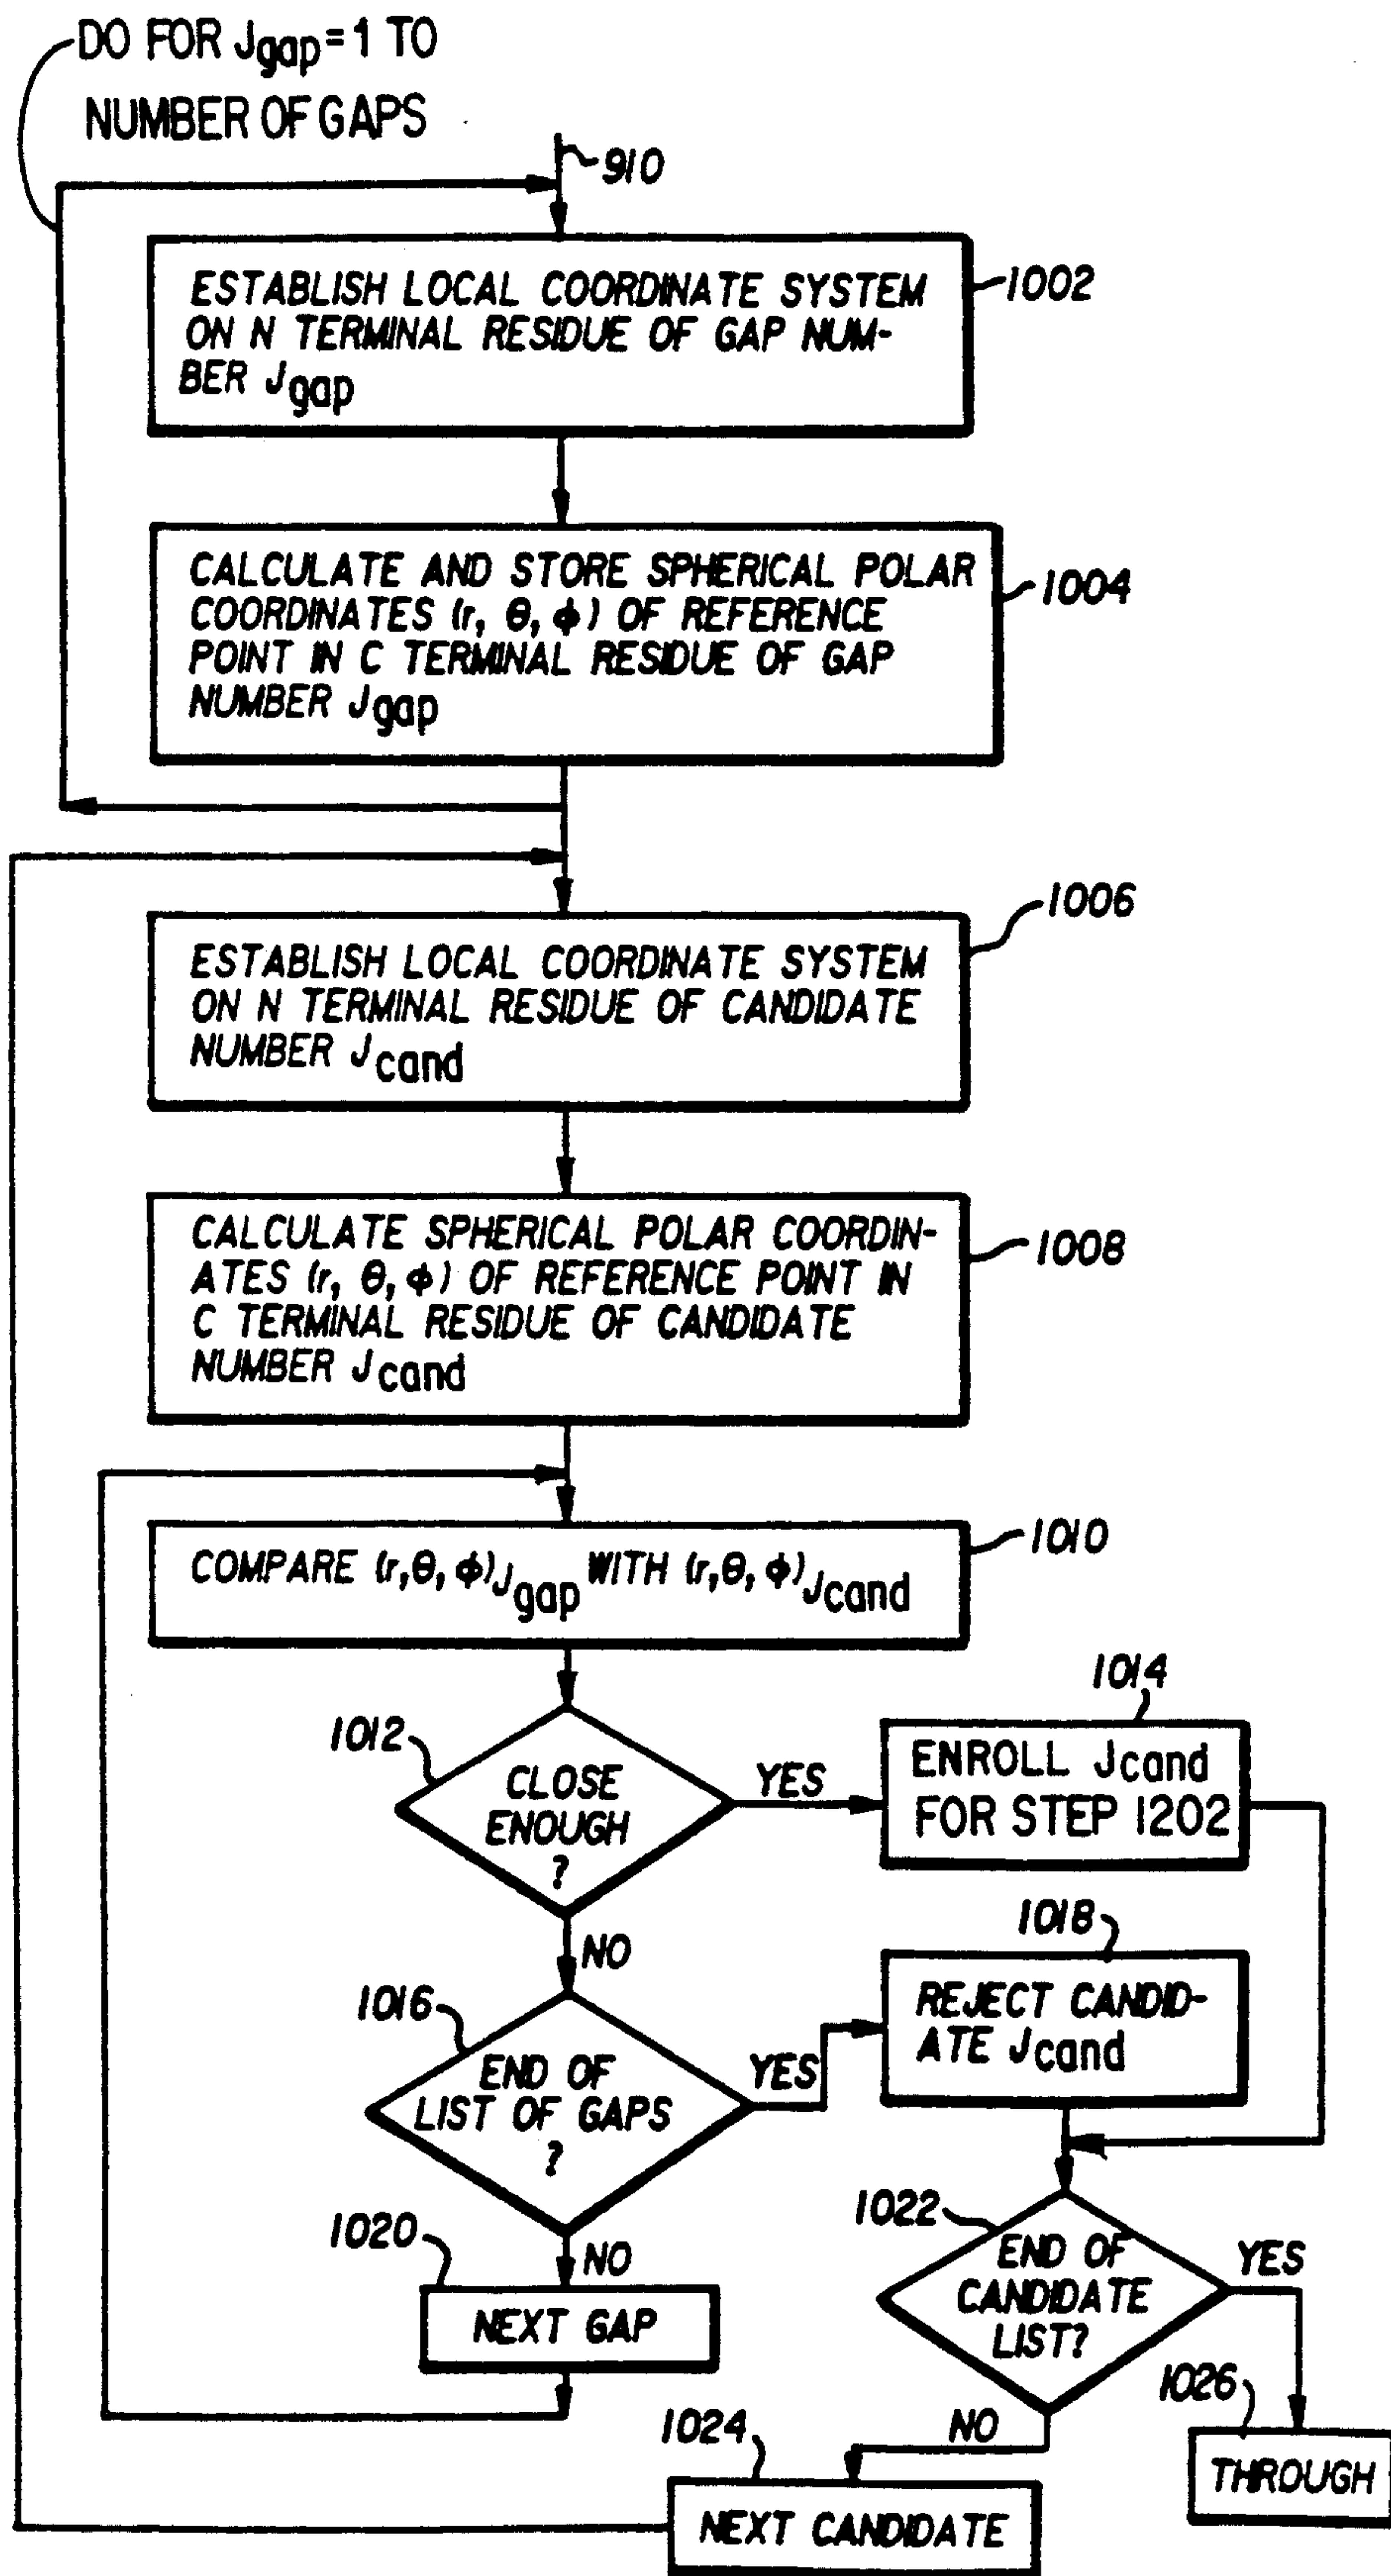 DO FOR Jgap = 1 TO
NUMBER OF GAPS
910
ESTABLISH LOCAL COORDINATE SYSTEM
ON N TERMINAL RESIDUE OF GAP NUM-
BER Jgap
1002
CALCULATE AND STORE SPHERICAL POLAR
COORDINATES (r, θ, ϕ) OF REFERENCE
POINT IN C TERMINAL RESIDUE OF GAP
NUMBER Jgap
1004
ESTABLISH LOCAL COORDINATE SYSTEM
ON N TERMINAL RESIDUE OF CANDIDATE
NUMBER Jcand
1006
CALCULATE SPHERICAL POLAR COORDIN-
ATES (r, θ, ϕ) OF REFERENCE POINT IN
C TERMINAL RESIDUE OF CANDIDATE
NUMBER Jcand
1008
COMPARE (r,θ, ϕ)Jgap WITH (r,θ, ϕ)Jcand
1010
1012
CLOSE
ENOUGH
?
YES
NO
1014
ENROLL Jcand
FOR STEP 1202
1016
END OF
LIST OF GAPS
?
YES
NO
1018
REJECT CANDID-
ATE Jcand
1020
NEXT GAP
1022
END OF
CANDIDATE
LIST?
YES
NO
1024
NEXT CANDIDATE
1026
THROUGH